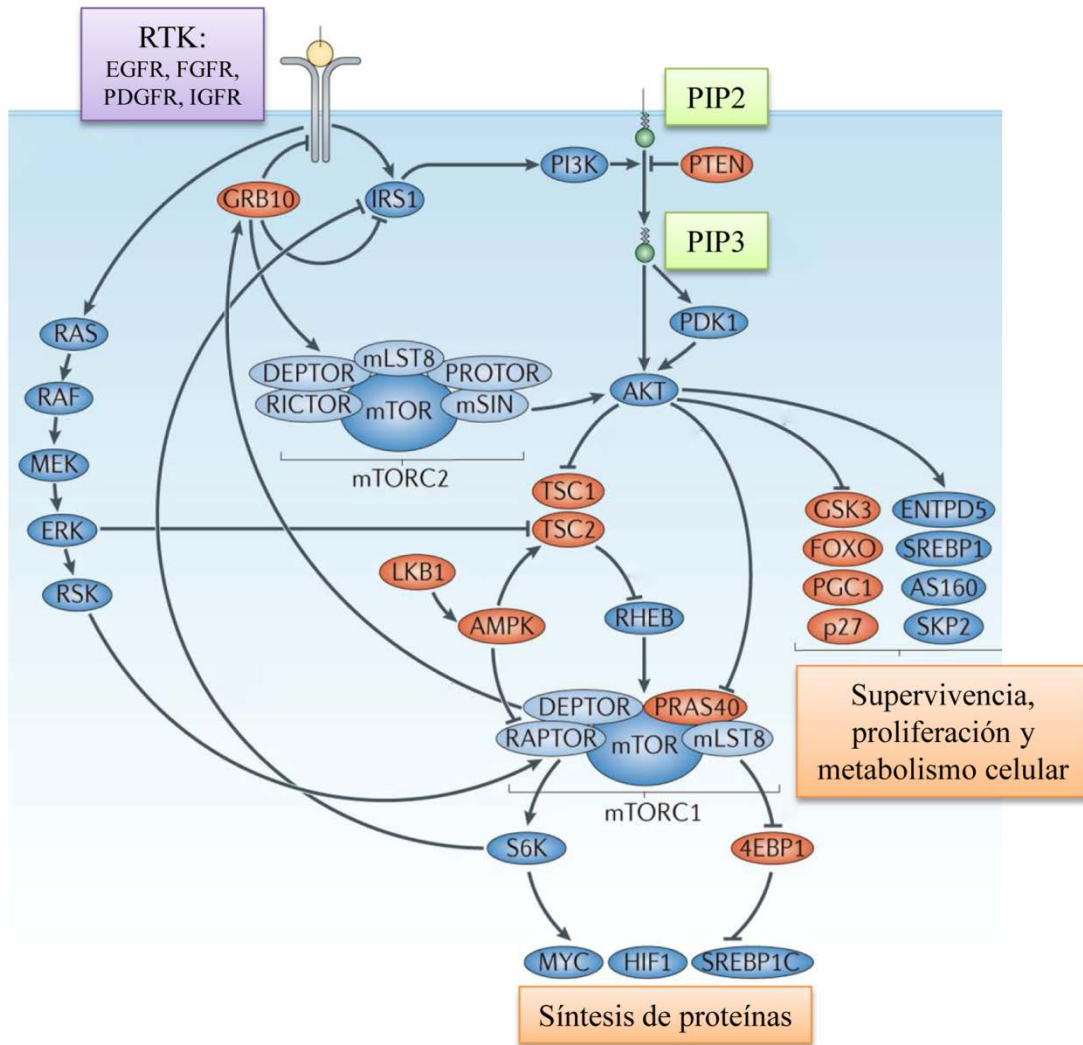 RTK:
EGFR, FGFR,
PDGFR, IGFR
PIP2
PI3K
PTEN
GRB10
IRS1
PIP3
PDK1
RAS
mLST8
DEPTOR
PROTOR
AKT
RAF
RICTOR
mTOR
mSIN
MEK
mTORC2
TSC1
GSK3
ENTPD5
ERK
TSC2
FOXO
SREBP1
LKB1
RSK
PGC1
AS160
AMPK
RHEB
p27
SKP2
DEPTOR
PRAS40
RAPTOR
mTOR
mLST8
mTORC1
Supervivencia,
proliferación y
metabolismo celular
S6K
4EBP1
MYC
HIF1
SREBP1C
Síntesis de proteínas